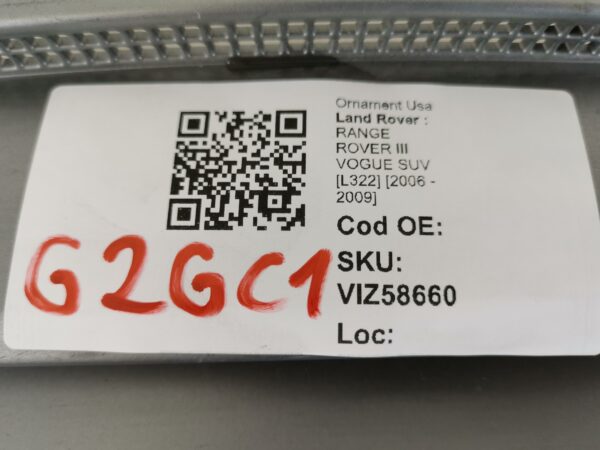 Ornament Usa
Land Rover :
RANGE
ROVER III
VOGUE SUV
[L322] [2006 -
2009]
Cod OE:
SKU:
VIZ58660
Loc:
G2GC1